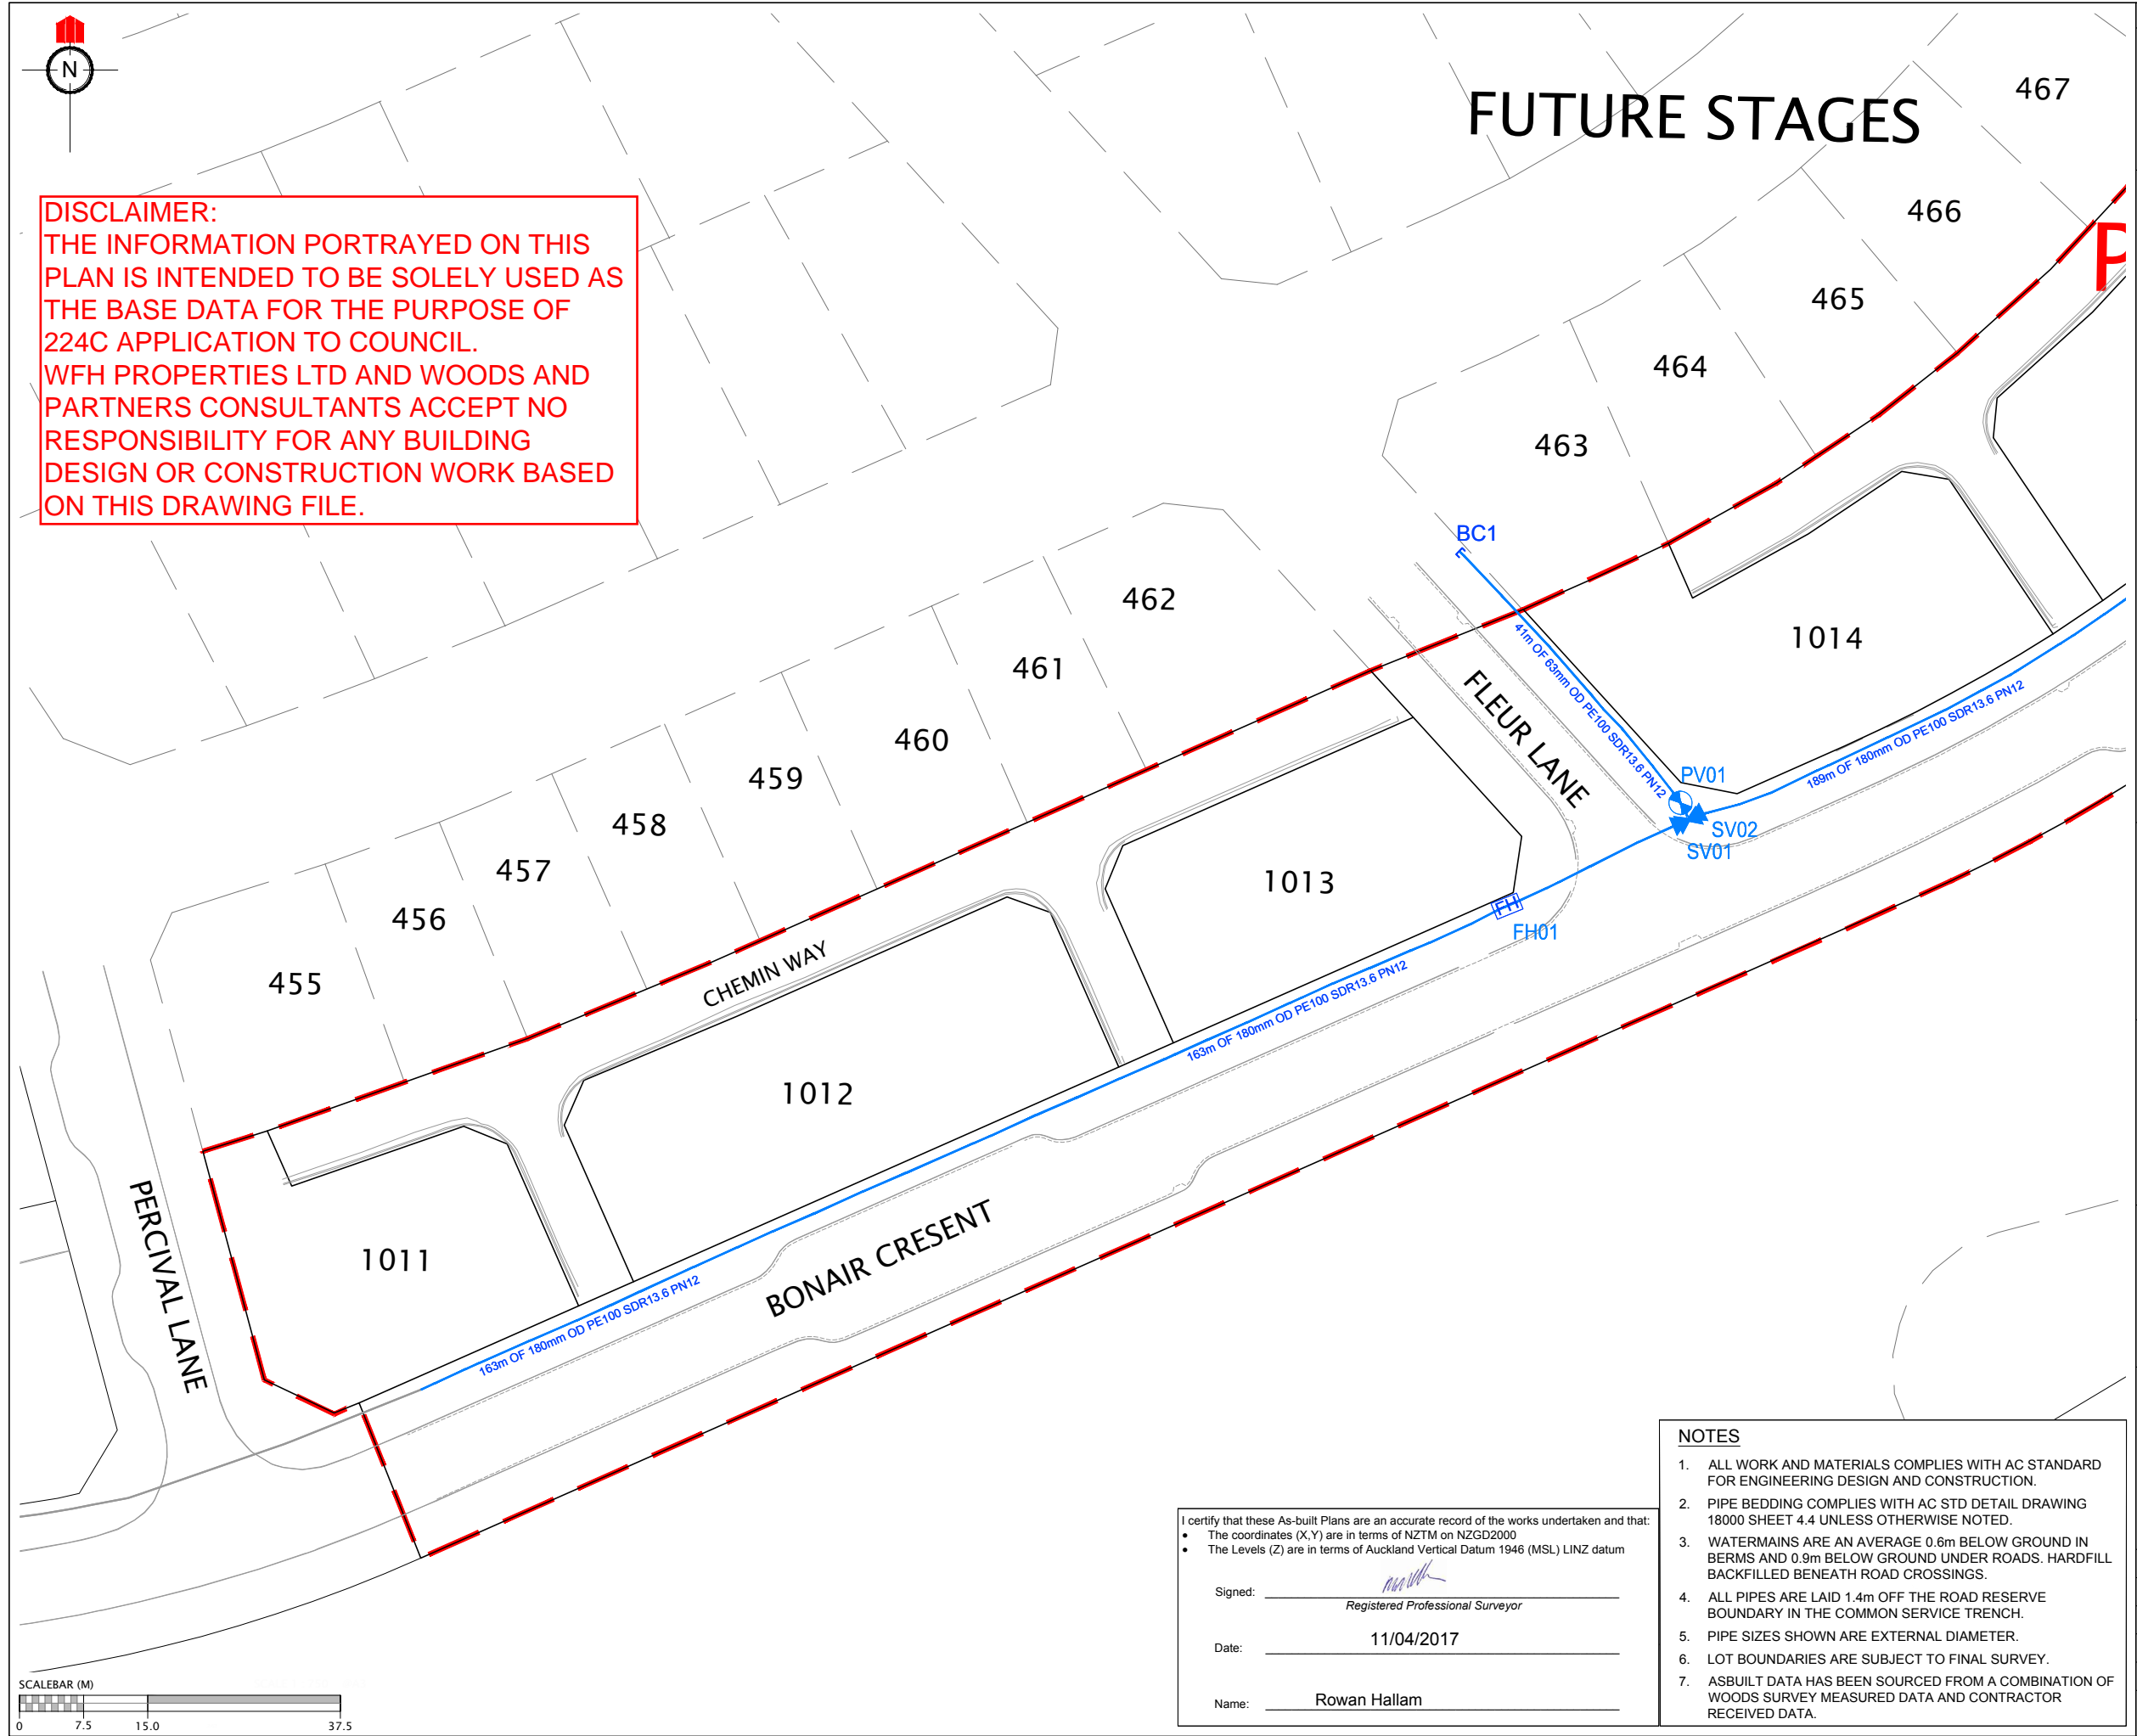 N
FUTURE STAGES
467
466
465
464
463
DISCLAIMER:
THE INFORMATION PORTRAYED ON THIS
PLAN IS INTENDED TO BE SOLELY USED AS
THE BASE DATA FOR THE PURPOSE OF
224C APPLICATION TO COUNCIL.
WFH PROPERTIES LTD AND WOODS AND
PARTNERS CONSULTANTS ACCEPT NO
RESPONSIBILITY FOR ANY BUILDING
DESIGN OR CONSTRUCTION WORK BASED
ON THIS DRAWING FILE.
P
BC1
462
461
460
459
458
457
456
455
1014
41m OF 63mm OD PE100 SDR13.6 PN12
FLEUR LANE
189m OF 180mm OD PE100 SDR13.6 PN12
PV01
SV02
SV01
1013
FH
FH01
CHEMIN WAY
163m OF 180mm OD PE100 SDR13.6 PN12
1012
1011
PERCIVAL LANE
BONAIR CRESENT
163m OF 180mm OD PE100 SDR13.6 PN12
I certify that these As-built Plans are an accurate record of the works undertaken and that:
• The coordinates (X,Y) are in terms of NZTM on NZGD2000
• The Levels (Z) are in terms of Auckland Vertical Datum 1946 (MSL) LINZ datum
Signed:
Registered Professional Surveyor
Date: 11/04/2017
Name: Rowan Hallam
NOTES
1. ALL WORK AND MATERIALS COMPLIES WITH AC STANDARD
FOR ENGINEERING DESIGN AND CONSTRUCTION.
2. PIPE BEDDING COMPLIES WITH AC STD DETAIL DRAWING
18000 SHEET 4.4 UNLESS OTHERWISE NOTED.
3. WATERMAINS ARE AN AVERAGE 0.6m BELOW GROUND IN
BERMS AND 0.9m BELOW GROUND UNDER ROADS. HARDFILL
BACKFILLED BENEATH ROAD CROSSINGS.
4. ALL PIPES ARE LAID 1.4m OFF THE ROAD RESERVE
BOUNDARY IN THE COMMON SERVICE TRENCH.
5. PIPE SIZES SHOWN ARE EXTERNAL DIAMETER.
6. LOT BOUNDARIES ARE SUBJECT TO FINAL SURVEY.
7. ASBUILT DATA HAS BEEN SOURCED FROM A COMBINATION OF
WOODS SURVEY MEASURED DATA AND CONTRACTOR
RECEIVED DATA.
SCALEBAR (M)
0 7.5 15.0 37.5